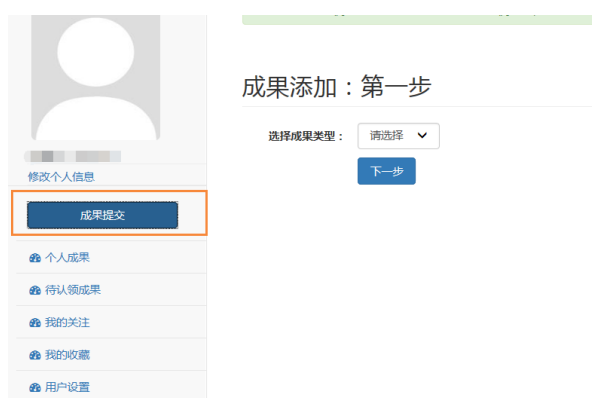 成果添加：第一步
选择成果类型：
请选择
下一步
修改个人信息
成果提交
个人成果
待认领成果
我的关注
我的收藏
用户设置